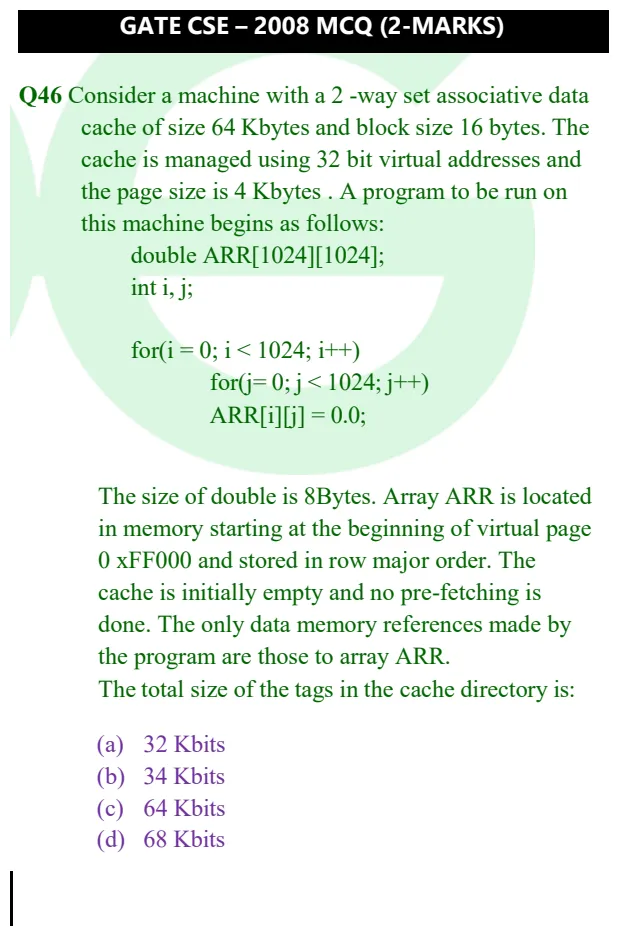 GATE CSE – 2008 MCQ (2-MARKS)
Q46 Consider a machine with a 2 -way set associative data
cache of size 64 Kbytes and block size 16 bytes. The
cache is managed using 32 bit virtual addresses and
the page size is 4 Kbytes . A program to be run on
this machine begins as follows:
double ARR[1024][1024];
int i, j;
for(i = 0; i < 1024; i++)
for(j= 0; j < 1024; j++)
ARR[i][j] = 0.0;
The size of double is 8Bytes. Array ARR is located
in memory starting at the beginning of virtual page
0 xFF000 and stored in row major order. The
cache is initially empty and no pre-fetching is
done. The only data memory references made by
the program are those to array ARR.
The total size of the tags in the cache directory is:
(a) 32 Kbits
(b) 34 Kbits
(c) 64 Kbits
(d) 68 Kbits